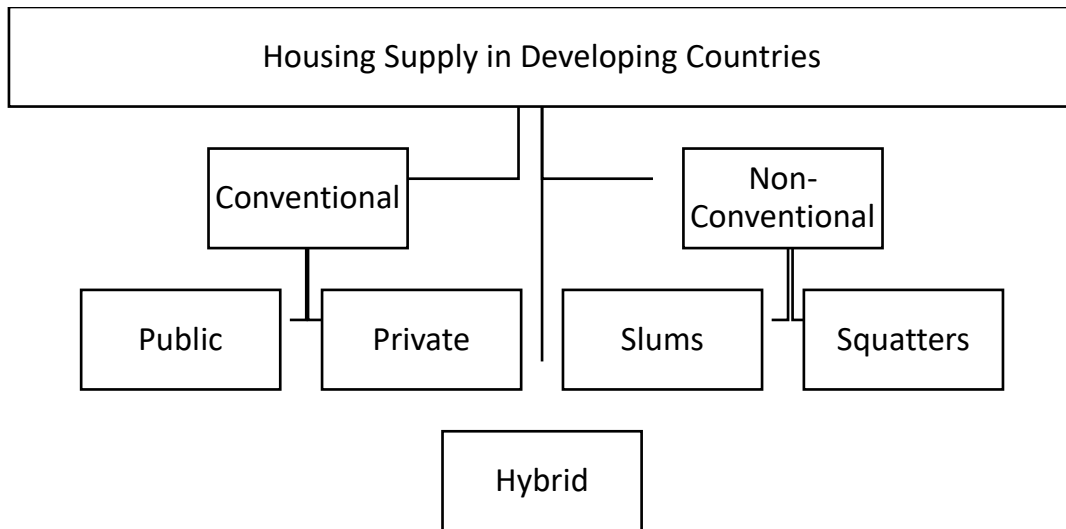 Housing Supply in Developing Countries
Conventional
Non-
Conventional
Public
Private
Slums
Squatters
Hybrid